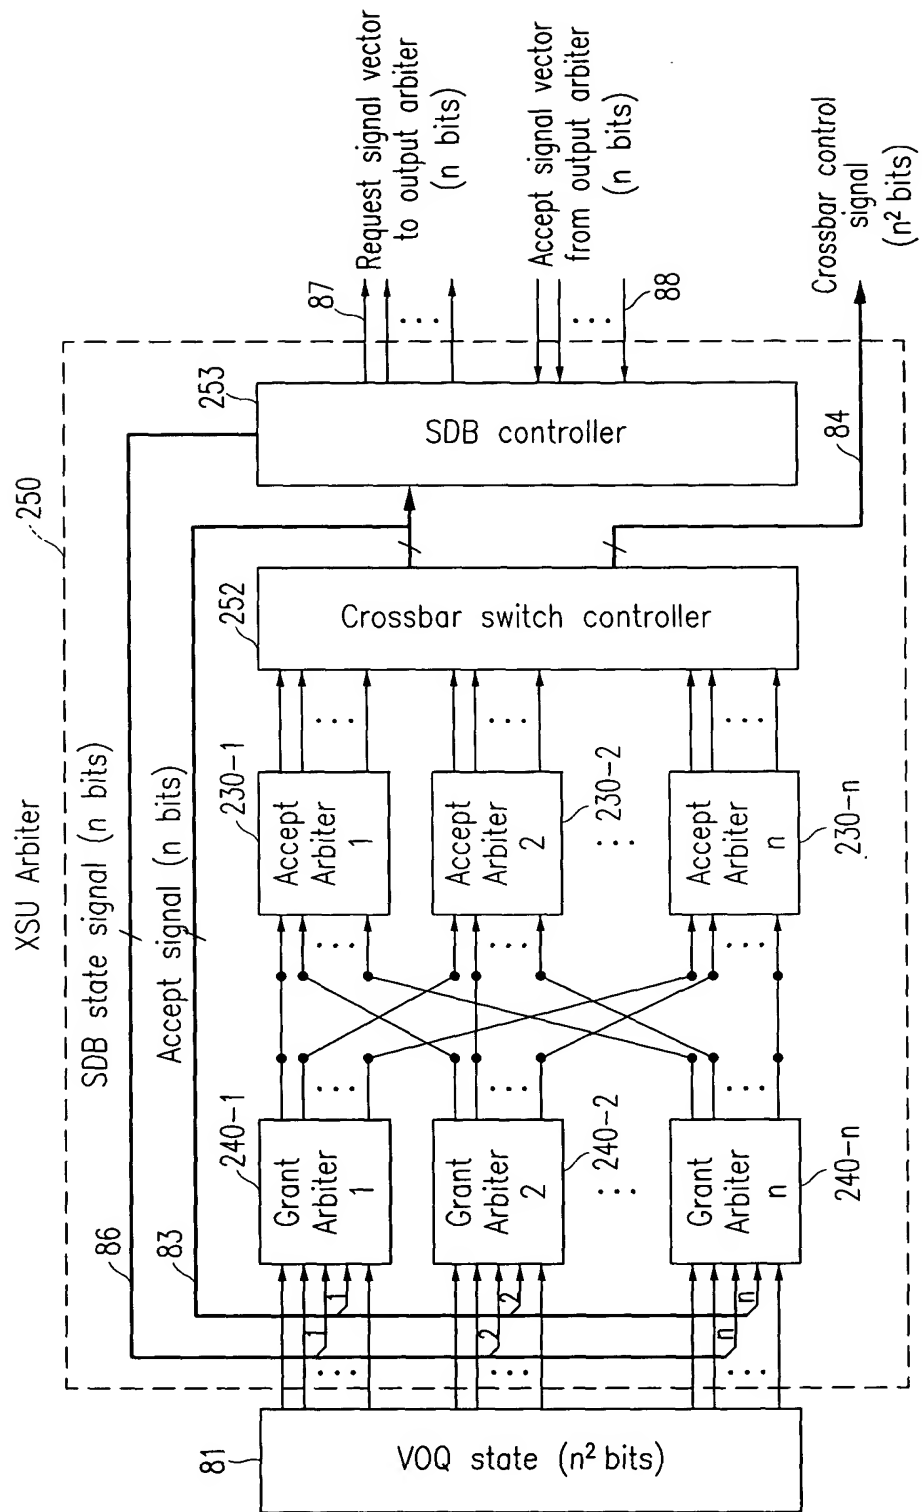 XSU Arbiter
250
SDB state signal (n bits)
Accept signal (n bits)
86
83
81
VOQ state (n² bits)
1
1
2
2
n
n
240-1
Grant
Arbiter
1
240-2
Grant
Arbiter
2
240-n
Grant
Arbiter
n
230-1
Accept
Arbiter
1
230-2
Accept
Arbiter
2
230-n
Accept
Arbiter
n
252
Crossbar switch controller
253
SDB controller
87
Request signal vector
to output arbiter
(n bits)
Accept signal vector
from output arbiter
(n bits)
88
84
Crossbar control
signal
(n² bits)